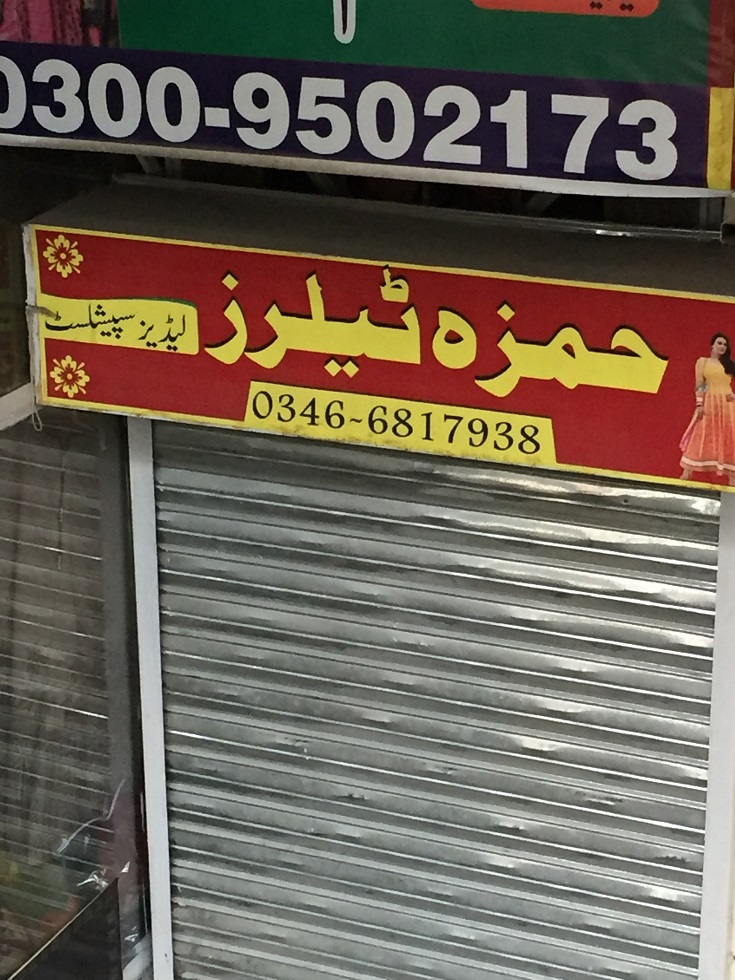 0300-9502173
حمزہ ٹیلرز
لیڈیز سپیشلسٹ
0346-6817938